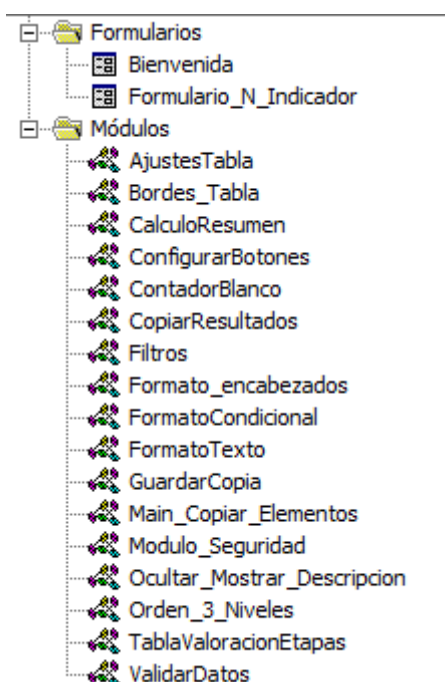 Formularios
Bienvenida
Formulario_N_Indicador
Módulos
AjustesTabla
Bordes_Tabla
CalculoResumen
ConfigurarBotones
ContadorBlanco
CopiarResultados
Filtros
Formato_encabezados
FormatoCondicional
FormatoTexto
GuardarCopia
Main_Copiar_Elementos
Modulo_Seguridad
Ocultar_Mostrar_Descripcion
Orden_3_Niveles
TablaValoracionEtapas
ValidarDatos